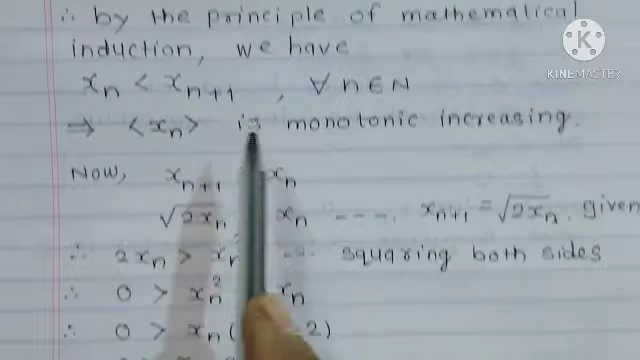 ∴ by the principle of mathematical
induction, we have
xₙ < xₙ₊₁ , ∀ n ∈ N
⇒ <xₙ> is monotonic increasing.
Now, xₙ₊₁ xₙ
√2xₙ xₙ ---- xₙ₊₁ = √2xₙ, given
∴ 2xₙ > xₙ --- squaring both sides
∴ 0 > xₙ²
∴ 0 > xₙ( 2)
KINEMASTER